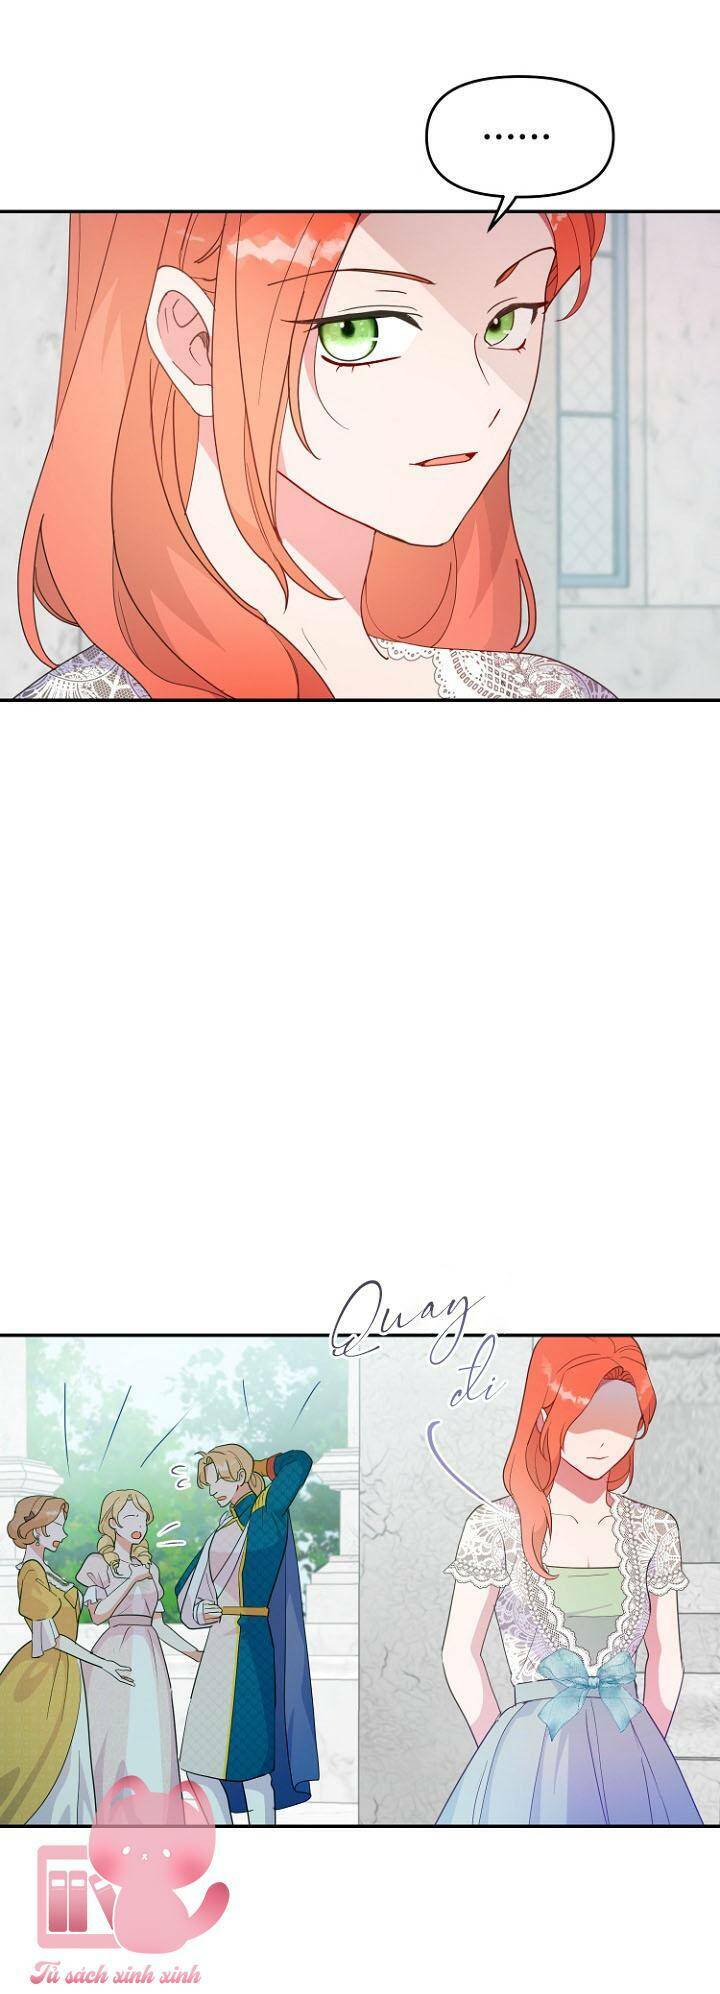 ......
Quay
đi
Tủ sách xinh xinh